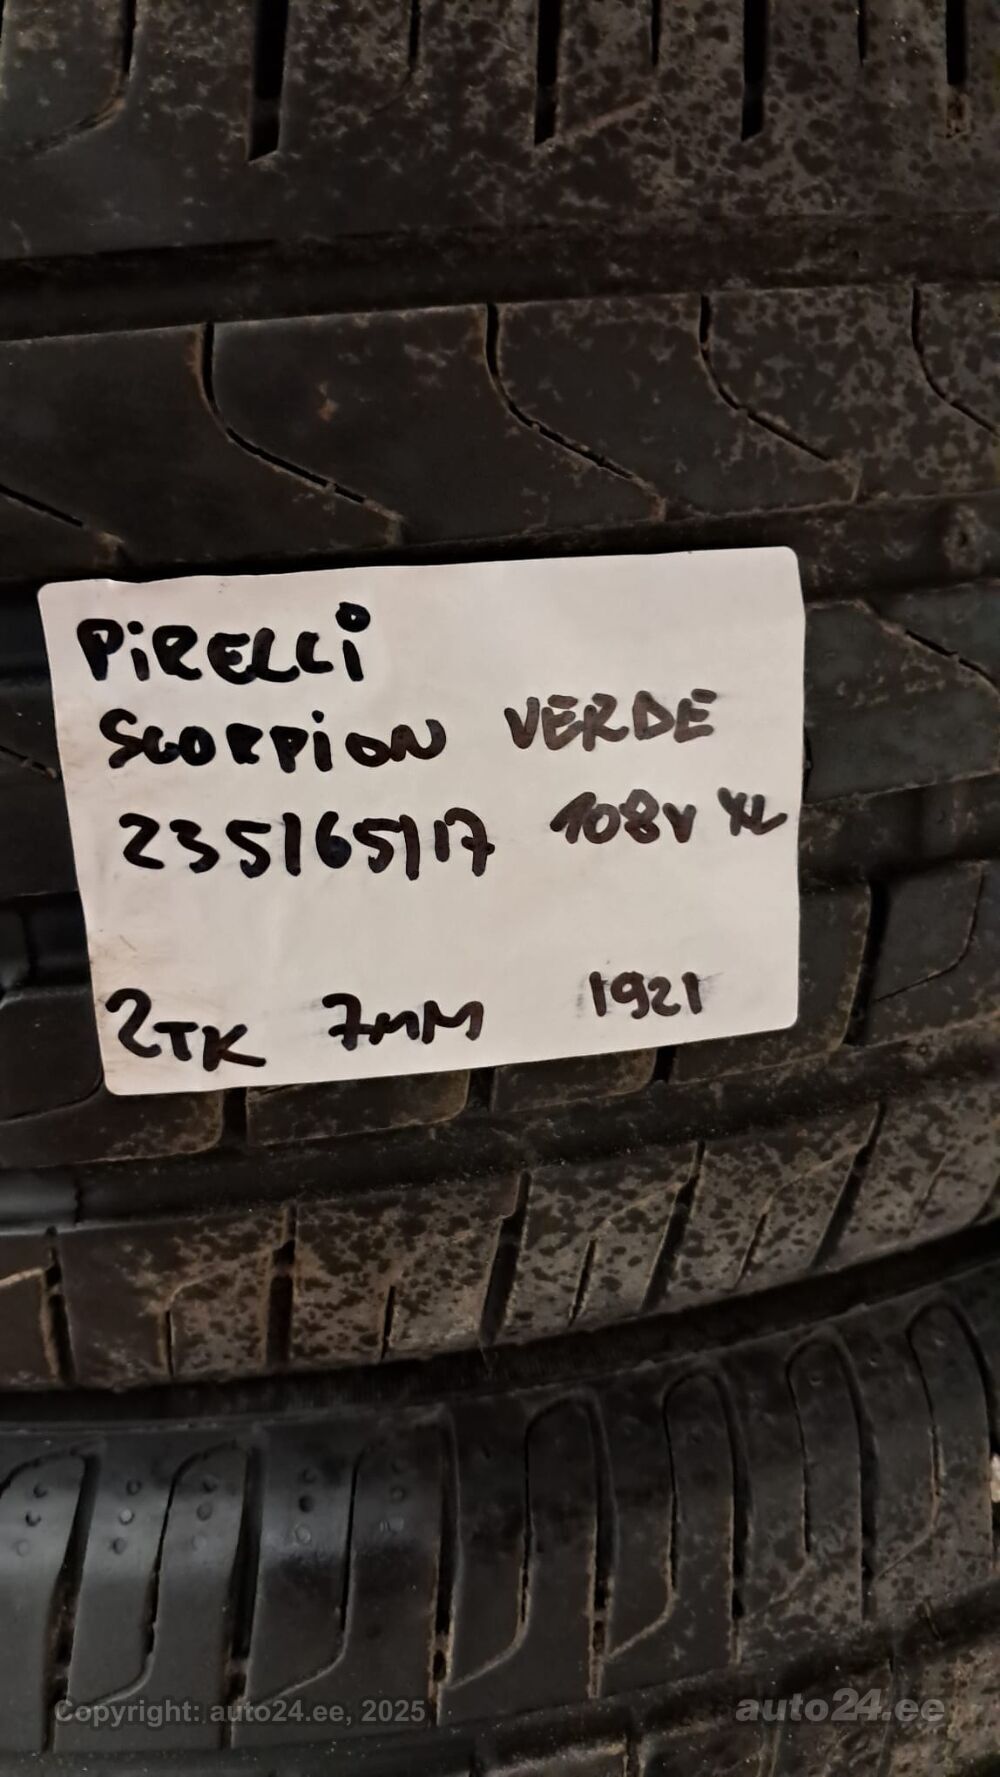 PiRELLi
SCORPiON VERDE
235/65/17 108V XL
2TK 7MM 1921
Copyright: auto24.ee, 2025 auto24.ee